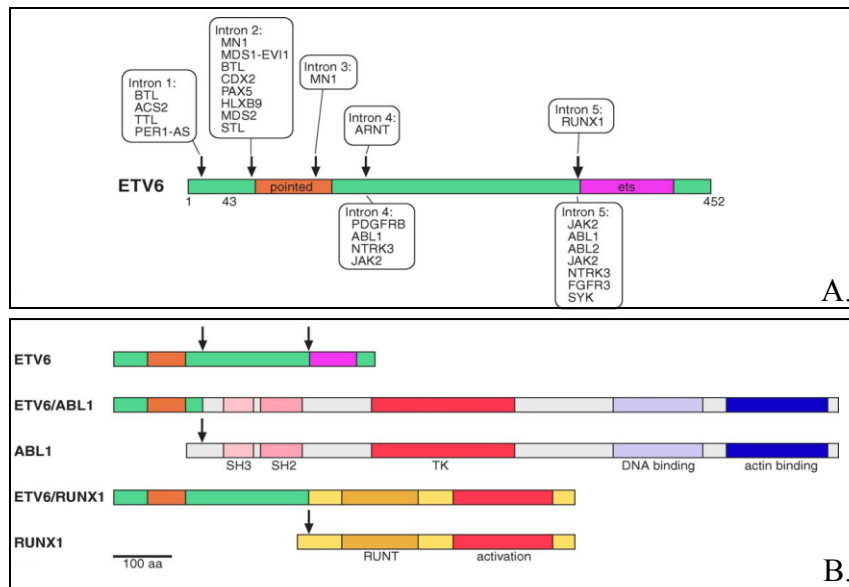 Intron 1:
BTL
ACS2
TTL
PER1-AS
Intron 2:
MN1
MDS1-EVI1
BTL
CDX2
PAX5
HLXB9
MDS2
STL
Intron 3:
MN1
Intron 4:
ARNT
Intron 5:
RUNX1
ETV6
pointed
ets
1
43
452
Intron 4:
PDGFRB
ABL1
NTRK3
JAK2
Intron 5:
JAK2
ABL1
ABL2
JAK2
NTRK3
FGFR3
SYK
A.
ETV6
ETV6/ABL1
ABL1
SH3
SH2
TK
DNA binding
actin binding
ETV6/RUNX1
RUNX1
RUNT
activation
100 aa
B.